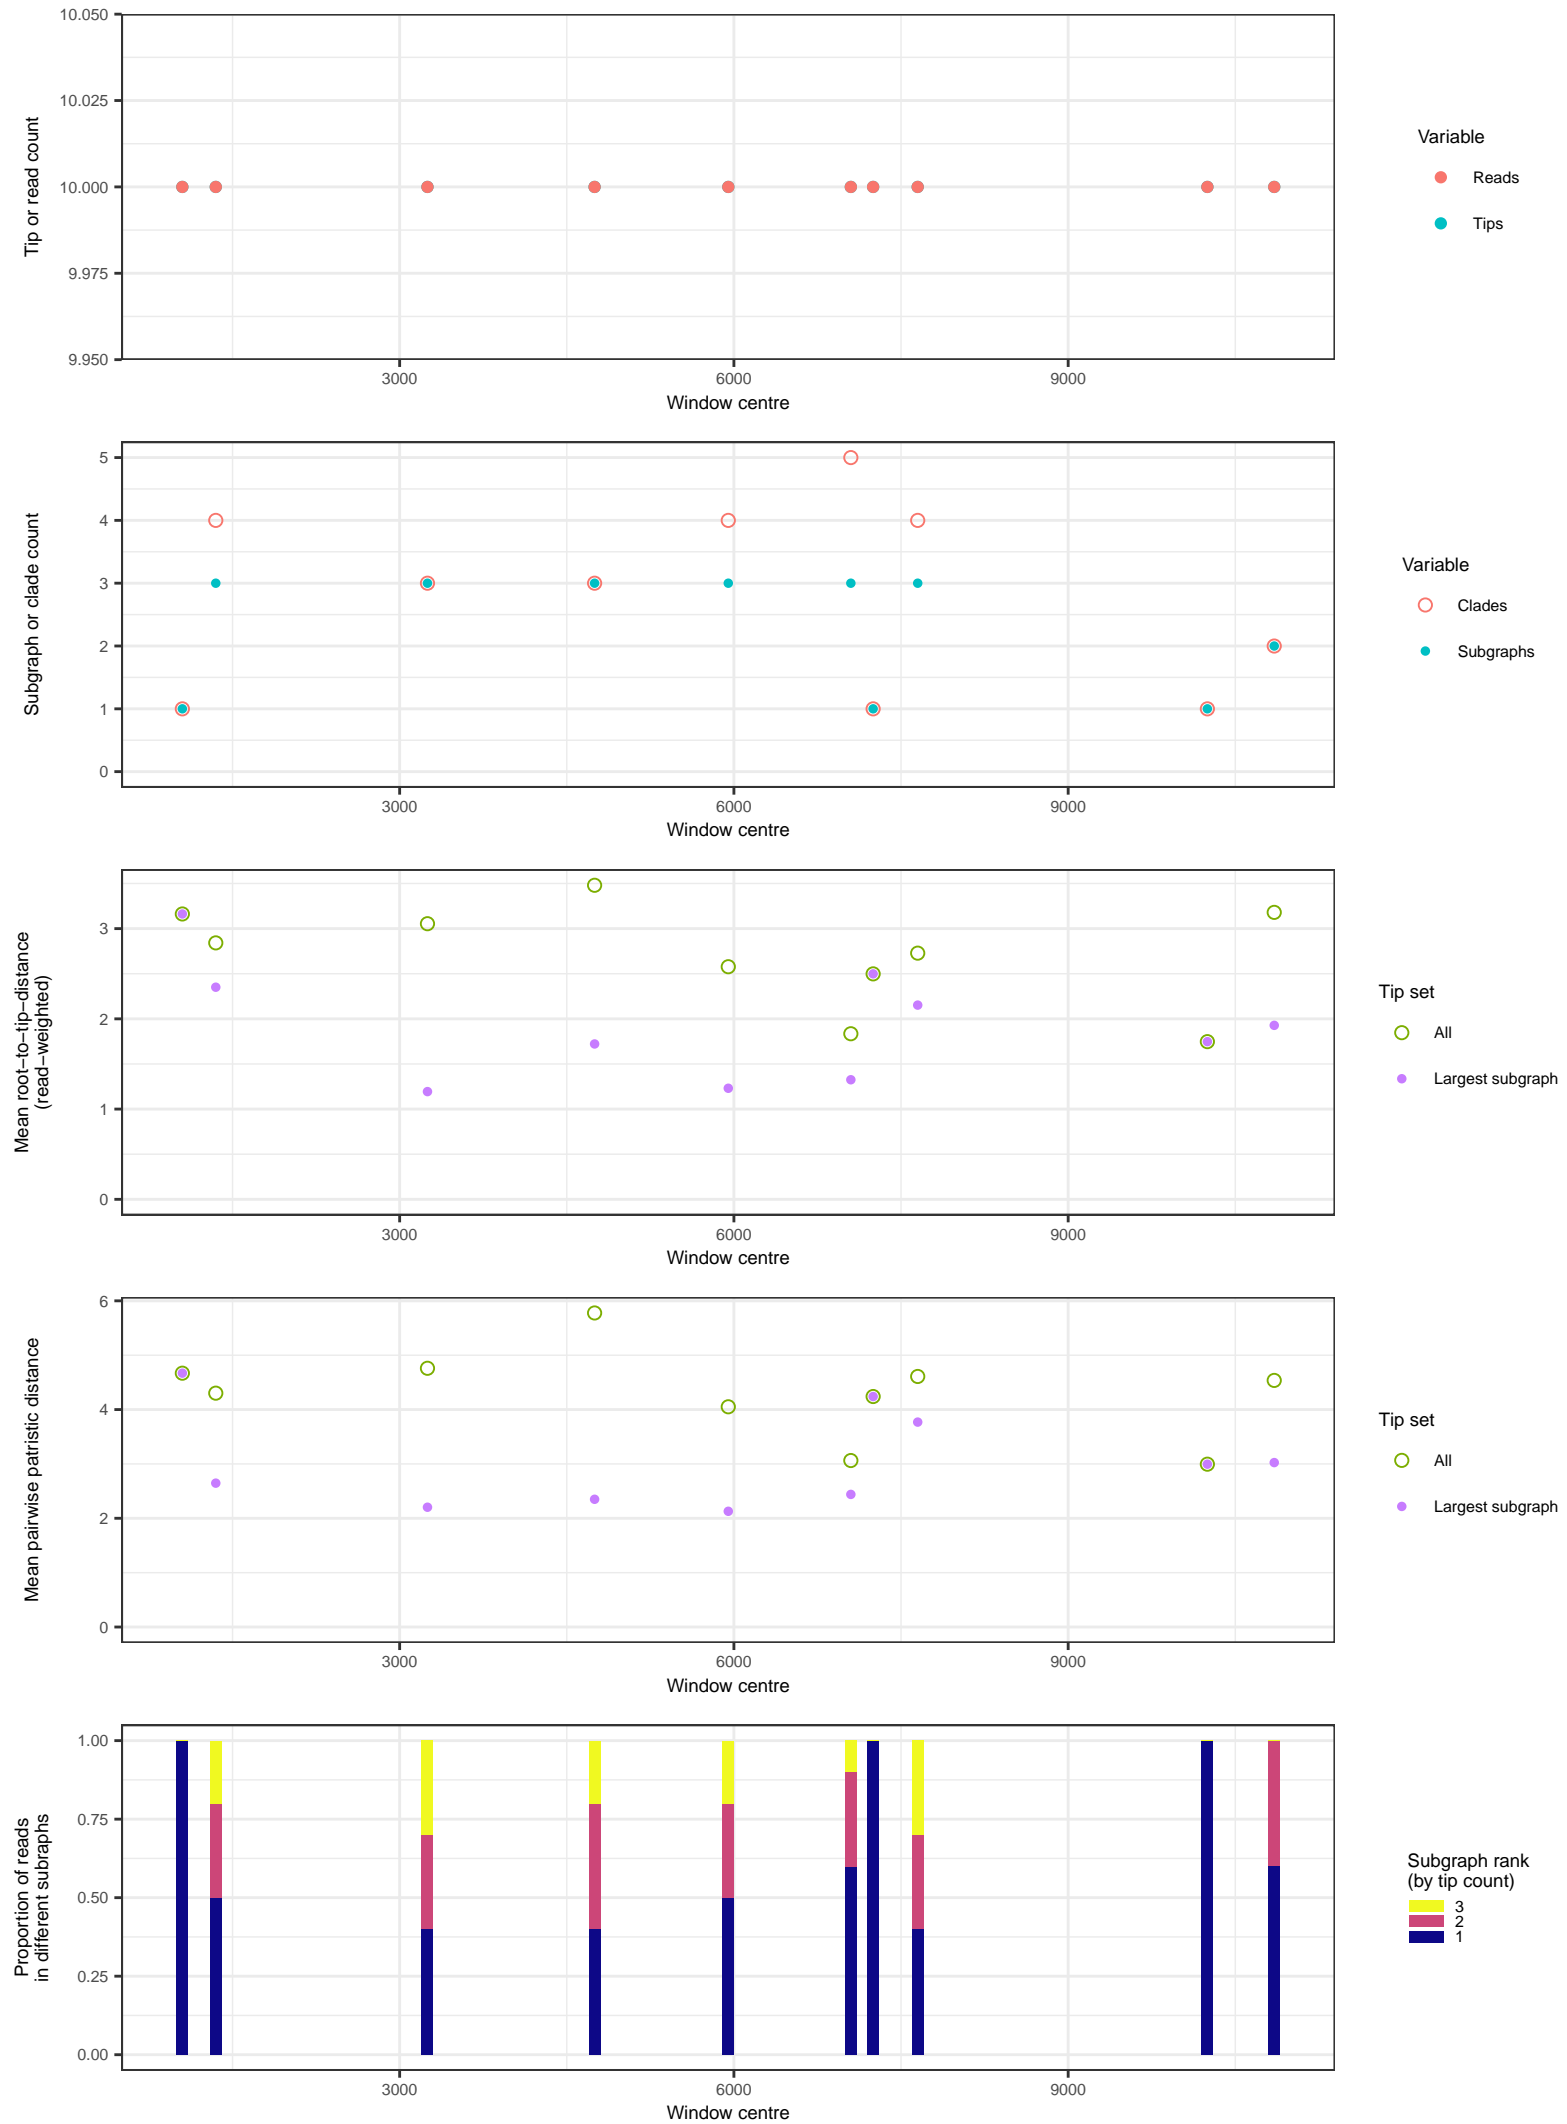 10.050
10.025
10.000
9.975
9.950
Tip or read count
3000 6000 9000
Window centre
Variable
Reads
Tips
5
4
3
2
1
0
Subgraph or clade count
3000 6000 9000
Window centre
Variable
Clades
Subgraphs
3
2
1
0
Mean root−to−tip−distance
(read−weighted)
3000 6000 9000
Window centre
Tip set
All
Largest subgraph
6
4
2
0
Mean pairwise patristic distance
3000 6000 9000
Window centre
Tip set
All
Largest subgraph
1.00
0.75
0.50
0.25
0.00
Proportion of reads
in different subraphs
3000 6000 9000
Window centre
Subgraph rank
(by tip count)
3
2
1